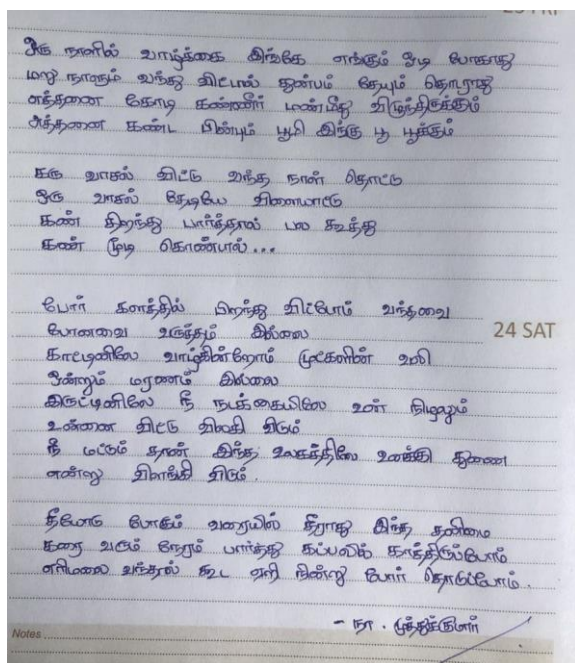 ஒரு நாளில் வாழ்க்கை இங்கே எங்கும் ஓடி போகாது
மறு நாளும் வந்து விட்டால் துன்பம் தேயும் தொடராது
எத்தனை கோடி கண்ணீர் மண்மீது விழுந்திருக்கும்
அத்தனை கண்ட பின்பும் பூமி இங்கு பூ பூக்கும்
கரு வாசல் விட்டு வந்த நாள் தொட்டு
ஒரு வாசல் தேடியே விளையாட்டு
கண் திறந்து பார்த்தால் பல கூத்து
கண் மூடி கொண்டால்...
போர் களத்தில் பிறந்து விட்டோம் வந்தவை
போனவை வருத்தம் இல்லை
24 SAT
காட்டினிலே வாழ்கின்றோம் முட்களின் வலி
ஒன்றும் மரணம் இல்லை
இருட்டினிலே நீ நடக்கையிலே உன் நிழலும்
உன்னை விட்டு விலகி விடும்
நீ மட்டும் தான் இந்த உலகத்திலே உனக்கு துணை
என்று விளங்கி விடும்.
தீயோடு போகும் வரையில் தீராது இந்த தனிமை
கரை வரும் நேரம் பார்த்து கப்பலில் காத்திருப்போம்
எரிமலை வந்தால் கூட ஏறி நின்று போர் தொடுப்போம்.
- நா. முத்துக்குமார்
Notes